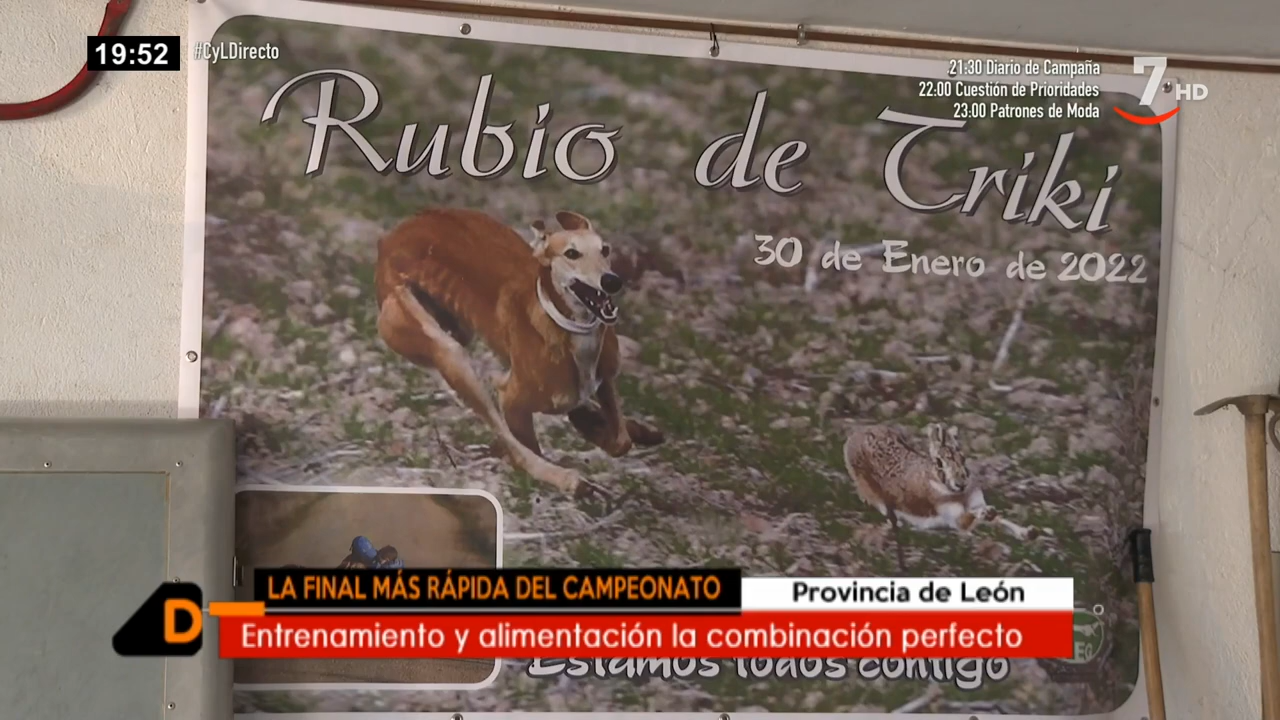 19:52
#CyLDirecto
21:30 Diario de Campaña
22:00 Cuestión de Prioridades
23:00 Patrones de Moda
7 HD
Rubio de Triki
30 de Enero de 2022
LA FINAL MÁS RÁPIDA DEL CAMPEONATO
Provincia de León
D
Entrenamiento y alimentación la combinación perfecto
Estamos todos contigo